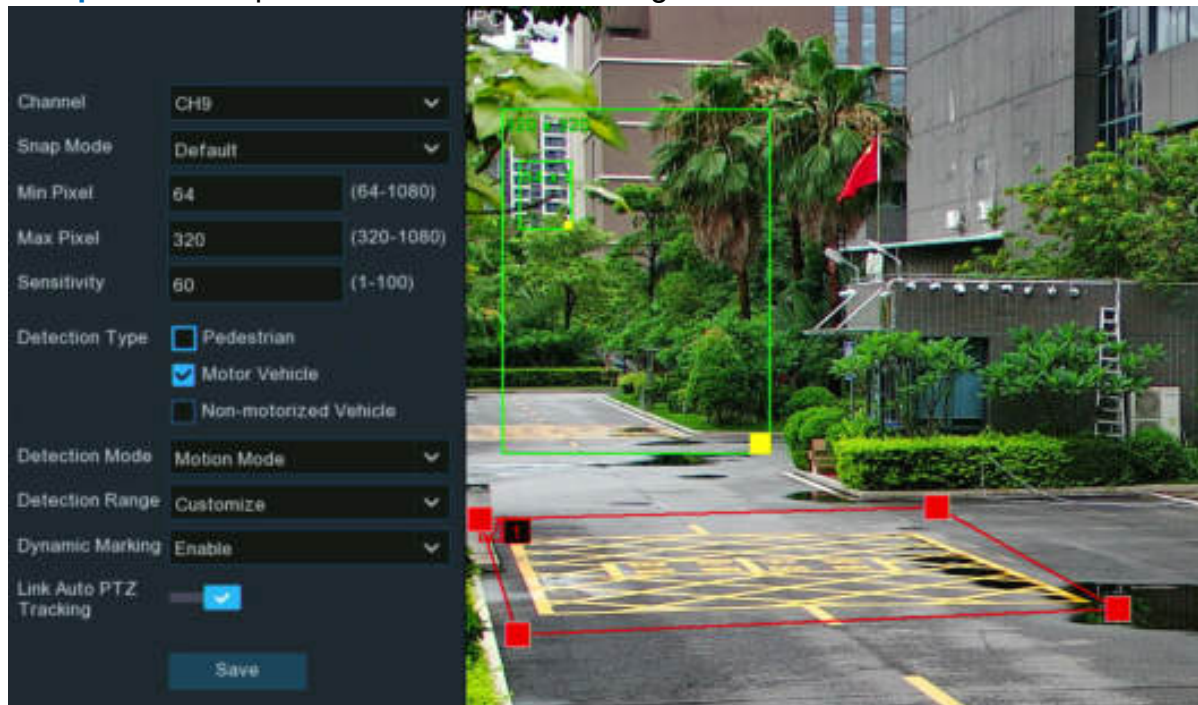 IPC
Channel CH9
Snap Mode Default
Min Pixel 64 (64-1080)
Max Pixel 320 (320-1080)
Sensitivity 60 (1-100)
Detection Type Pedestrian
Motor Vehicle
Non-motorized Vehicle
Detection Mode Motion Mode
Detection Range Customize
Dynamic Marking Enable
Link Auto PTZ
Tracking
Save
1